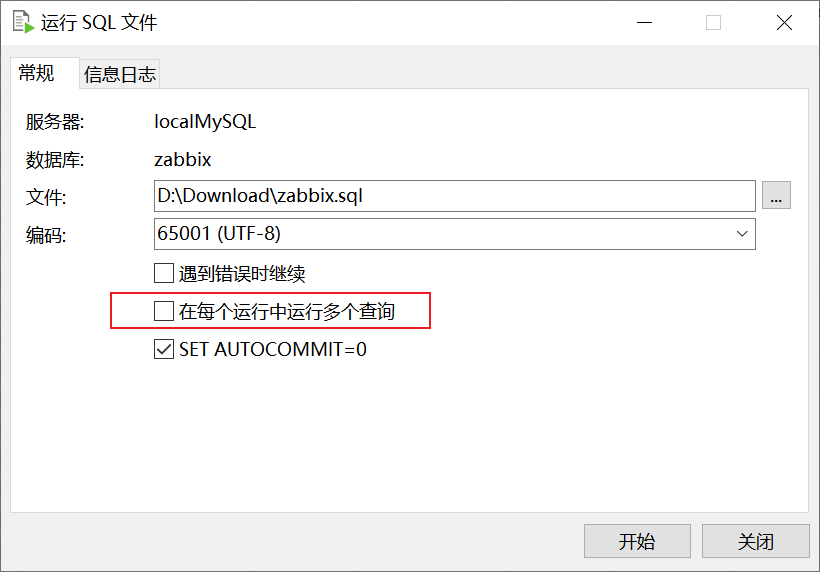 运行 SQL 文件
常规
信息日志
服务器:
localMySQL
数据库:
zabbix
文件:
D:\Download\zabbix.sql
...
编码:
65001 (UTF-8)
遇到错误时继续
在每个运行中运行多个查询
SET AUTOCOMMIT=0
开始
关闭